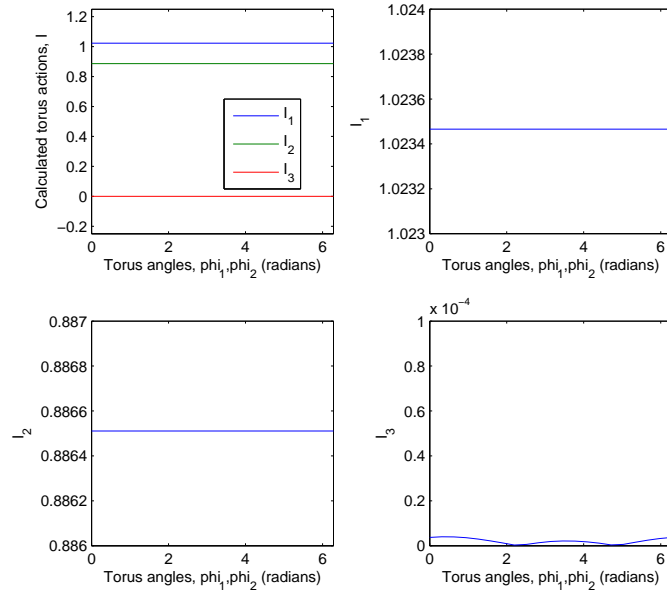 Calculated torus actions, I
1.2
1
0.8
0.6
0.4
0.2
0
−0.2
I_1
I_2
I_3
0 2 4 6
Torus angles, phi_1,phi_2 (radians)
I_1
1.024
1.0238
1.0236
1.0234
1.0232
1.023
0 2 4 6
Torus angles, phi_1,phi_2 (radians)
I_2
0.887
0.8868
0.8866
0.8864
0.8862
0.886
0 2 4 6
Torus angles, phi_1,phi_2 (radians)
x 10^−4
I_3
1
0.8
0.6
0.4
0.2
0
0 2 4 6
Torus angles, phi_1,phi_2 (radians)